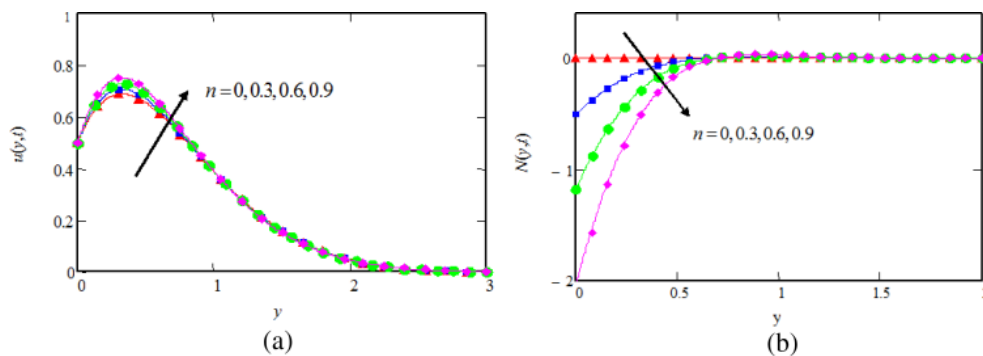 1
0.8
0.6
0.4
0.2
0
0
1
2
3
u(y,t)
y
n = 0, 0.3, 0.6, 0.9
(a)
0
− 1
− 2
0
0.5
1
1.5
2
N(y,t)
y
n = 0, 0.3, 0.6, 0.9
(b)